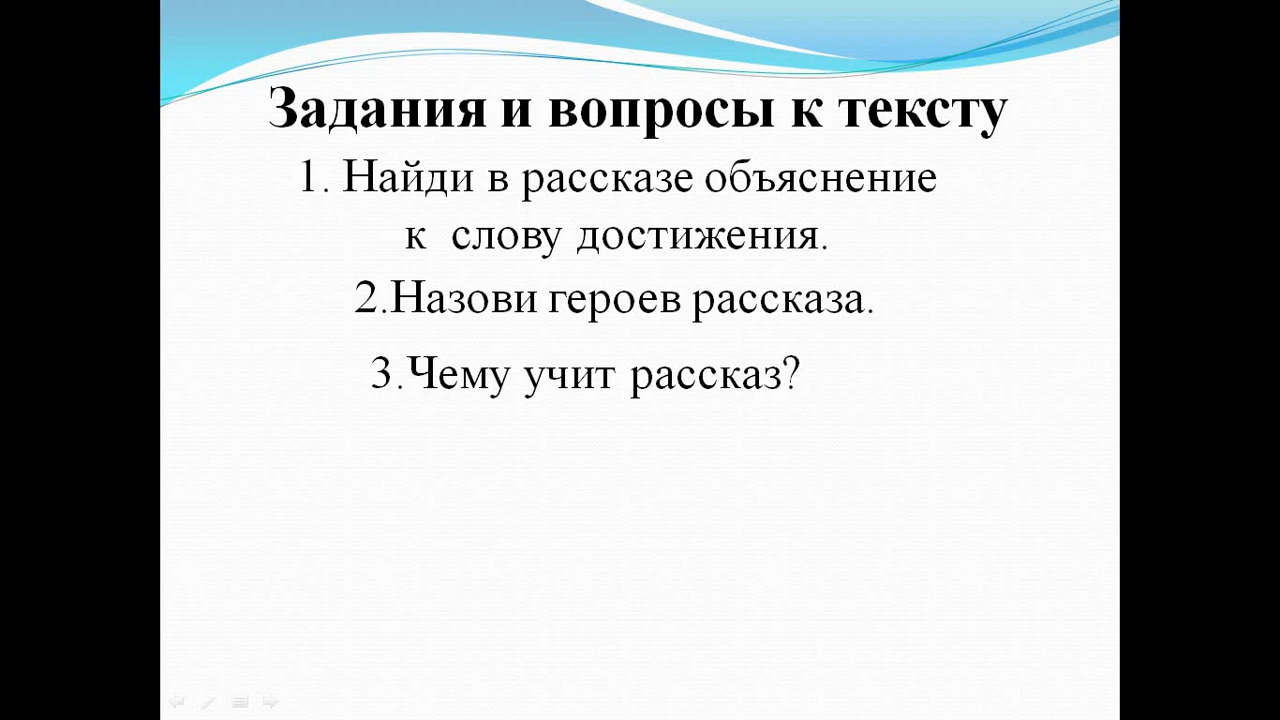 Задания и вопросы к тексту
1. Найди в рассказе объяснение
к слову достижения.
2.Назови героев рассказа.
3.Чему учит рассказ?